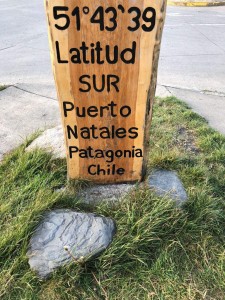 51°43'39
Latitud
SUR
Puerto
Natales
Patagonia
Chile